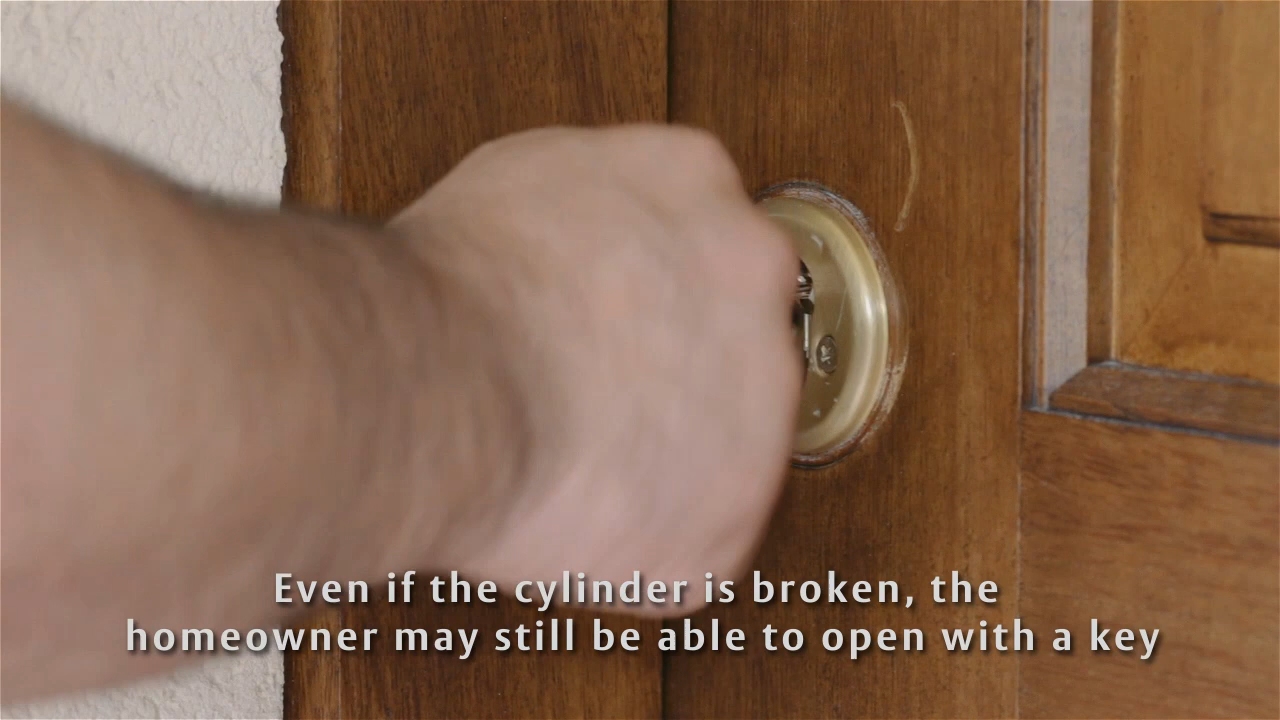 Even if the cylinder is broken, the
homeowner may still be able to open with a key